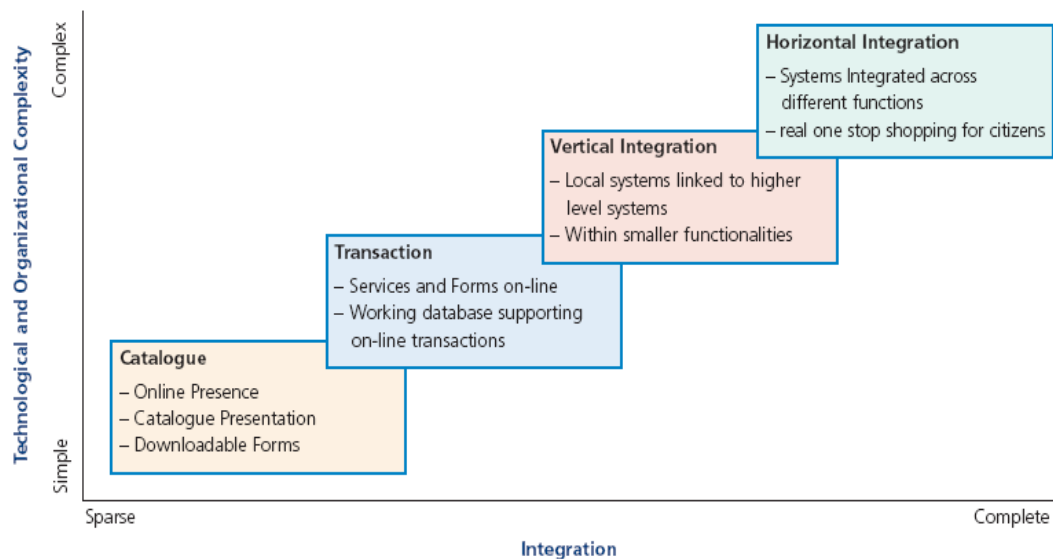 Technological and Organizational Complexity
Complex
Simple
Horizontal Integration
– Systems Integrated across
different functions
– real one stop shopping for citizens
Vertical Integration
– Local systems linked to higher
level systems
– Within smaller functionalities
Transaction
– Services and Forms on-line
– Working database supporting
on-line transactions
Catalogue
– Online Presence
– Catalogue Presentation
– Downloadable Forms
Sparse
Complete
Integration